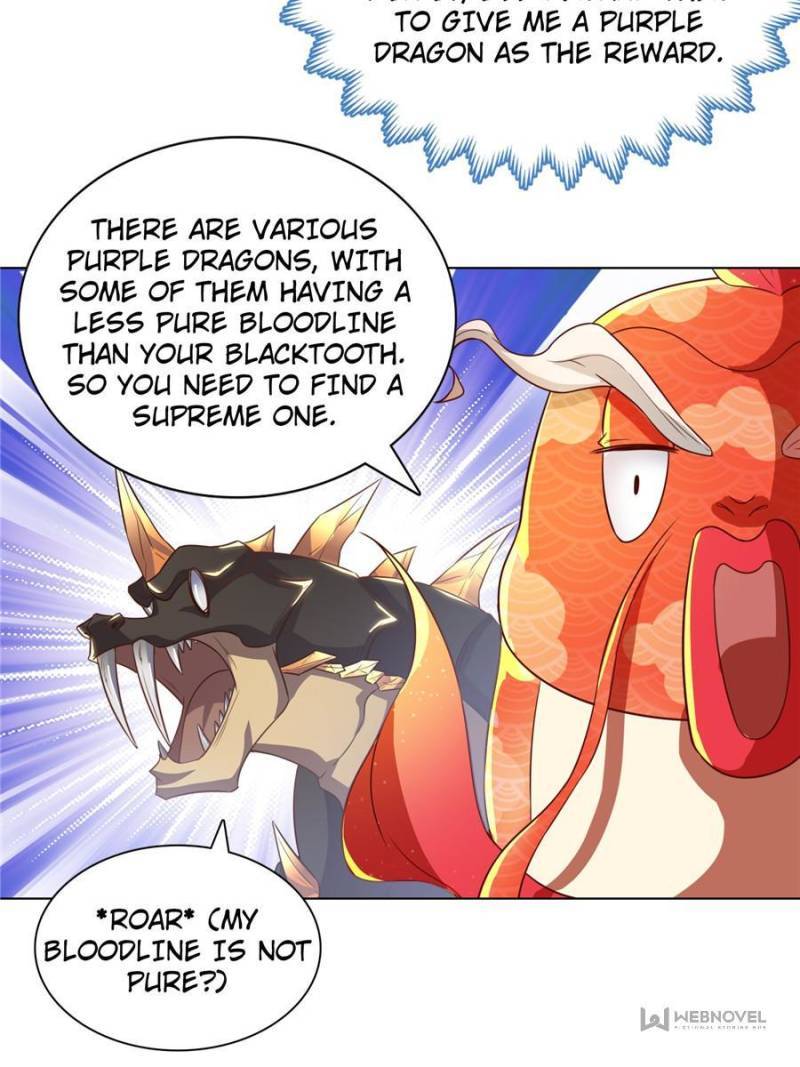 TO GIVE ME A PURPLE
DRAGON AS THE REWARD.
THERE ARE VARIOUS
PURPLE DRAGONS, WITH
SOME OF THEM HAVING A
LESS PURE BLOODLINE
THAN YOUR BLACKTOOTH.
SO YOU NEED TO FIND A
SUPREME ONE.
*ROAR* (MY
BLOODLINE IS NOT
PURE?)
WEBNOVEL